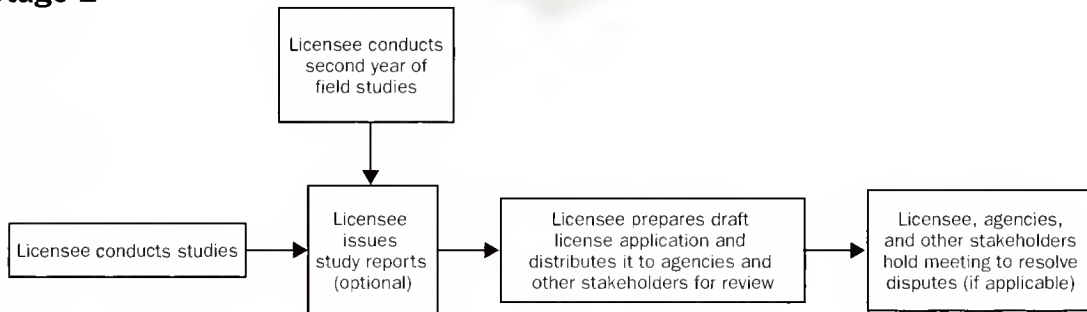 Licensee conducts
second year of
field studies
Licensee conducts studies
Licensee
issues
study reports
(optional)
Licensee prepares draft
license application and
distributes it to agencies and
other stakeholders for review
Licensee, agencies,
and other stakeholders
hold meeting to resolve
disputes (if applicable)